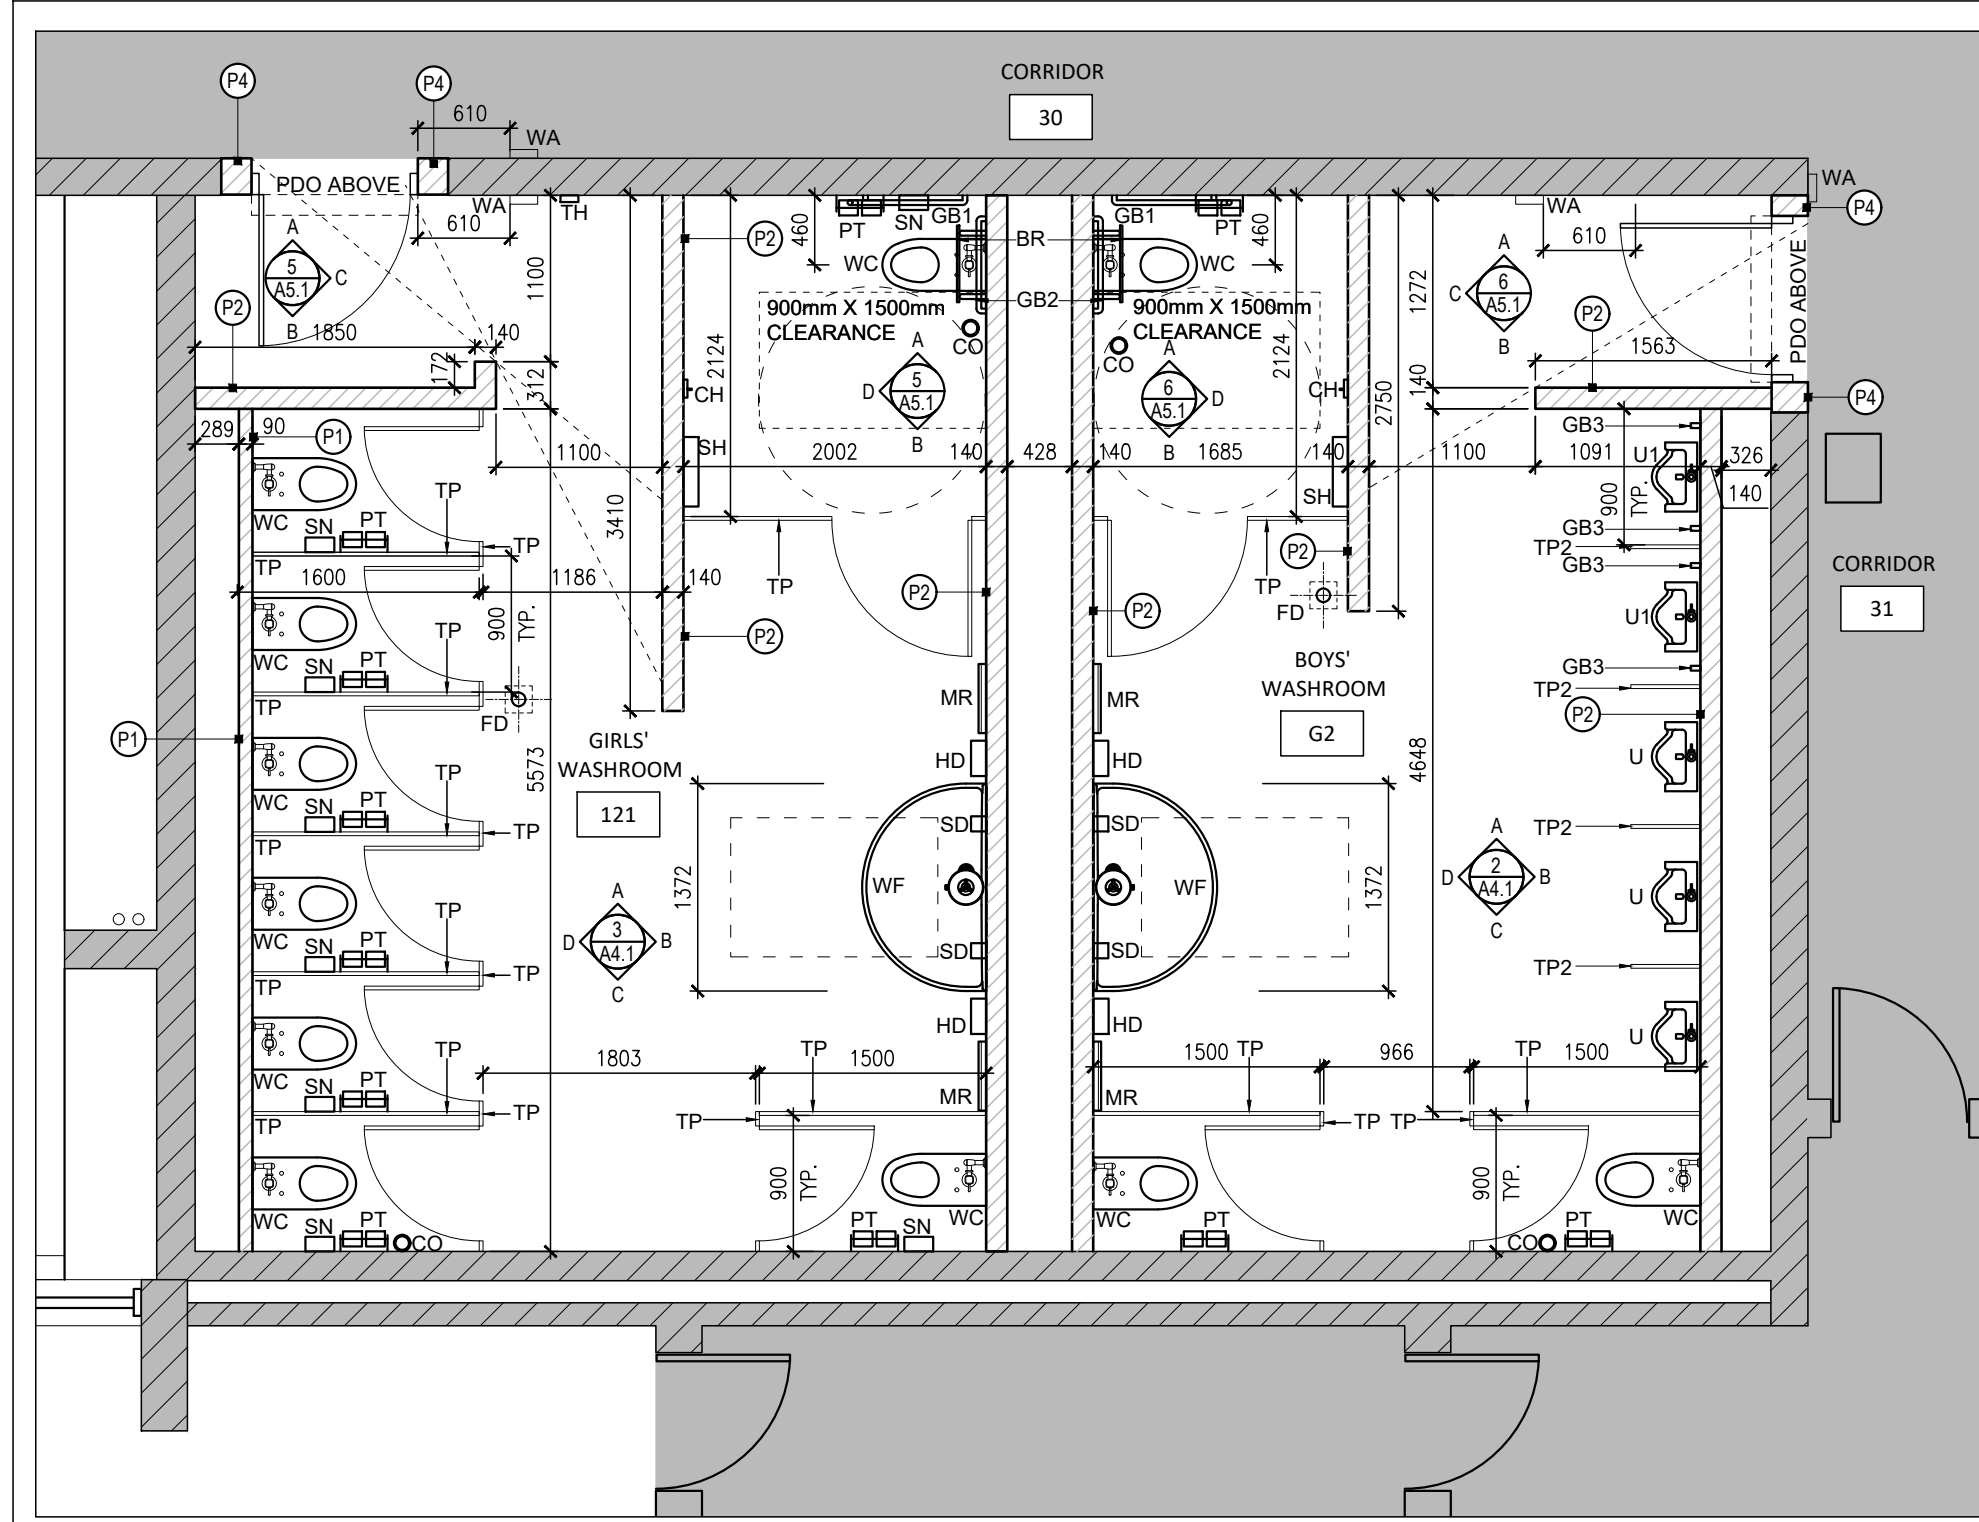 CORRIDOR
30
P4
P4
610
WA
PDO ABOVE
WA
610
TH
P2
460
PT
SN
GB1
BR
GB1
PT
460
WC
WC
GB2
WA
WA
P4
610
A
5
A5.1
C
B
P2
1850
140
1100
172
312
2124
900mm X 1500mm
CLEARANCE
CO
900mm X 1500mm
CLEARANCE
CO
2124
A
D
5
A5.1
B
A
6
A5.1
D
B
CH
CH
2750
1272
140
A
C
6
A5.1
B
P2
1563
PDO ABOVE
P4
289
90
P1
1100
SH
2002
140
428
140
1685
140
SH
1100
1091
326
140
GB3
U1
900
TYP.
GB3
TP2
GB3
U1
GB3
TP2
P2
U
TP2
U
TP2
U
CORRIDOR
31
WC
SN
PT
TP
TP
TP
1600
1186
140
3410
900
TYP.
P2
TP
P2
P2
TP
P2
FD
WC
SN
PT
TP
TP
FD
P1
5573
GIRLS'
WASHROOM
121
BOYS'
WASHROOM
G2
MR
MR
HD
HD
4648
WC
SN
PT
TP
TP
TP
1372
SD
WF
SD
SD
WF
SD
1372
A
D
3
A4.1
B
C
A
D
2
A4.1
B
C
WC
SN
PT
TP
TP
TP
HD
HD
WC
SN
PT
TP
TP
TP
1803
TP
1500
MR
MR
1500
TP
966
TP
1500
TP
TP
TP
900
TYP.
900
TYP.
WC
SN
PT
CO
PT
SN
WC
WC
PT
CO
PT
WC